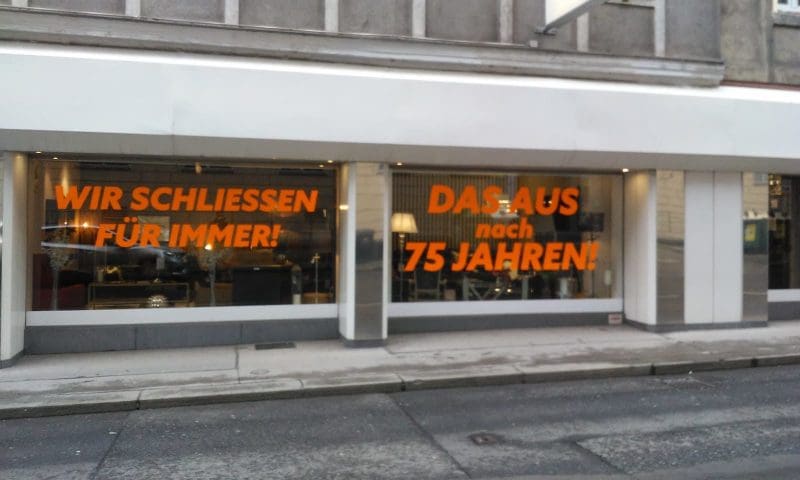 WIR SCHLIESSEN
FÜR IMMER!
DAS AUS
nach
75 JAHREN!